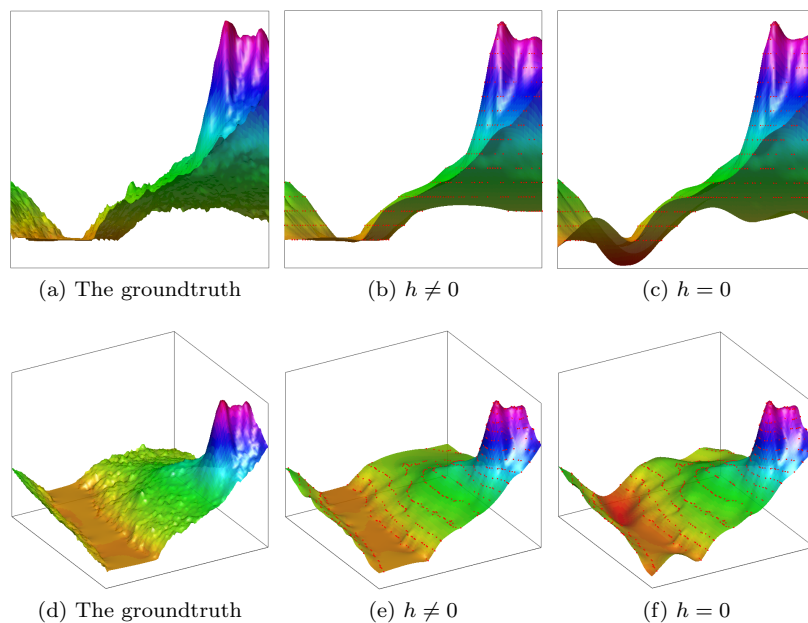 (a) The groundtruth
(b) h ≠ 0
(c) h = 0
(d) The groundtruth
(e) h ≠ 0
(f) h = 0